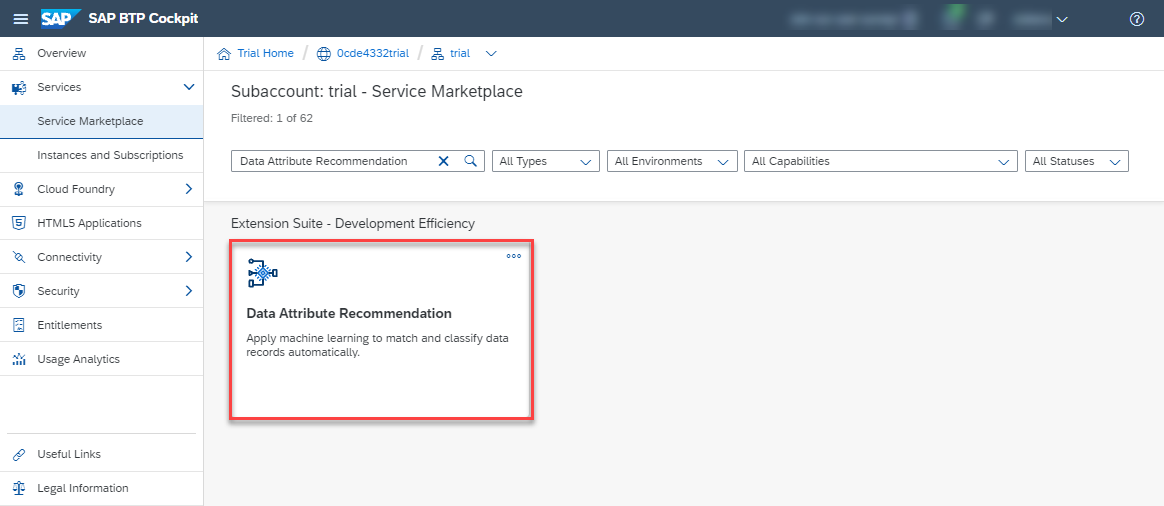 SAP SAP BTP Cockpit
Overview
Services
Service Marketplace
Instances and Subscriptions
Cloud Foundry
HTML5 Applications
Connectivity
Security
Entitlements
Usage Analytics
Useful Links
Legal Information
Trial Home / 0cde4332trial / trial
Subaccount: trial - Service Marketplace
Filtered: 1 of 62
Data Attribute Recommendation All Types All Environments All Capabilities All Statuses
Extension Suite - Development Efficiency
Data Attribute Recommendation
Apply machine learning to match and classify data
records automatically.